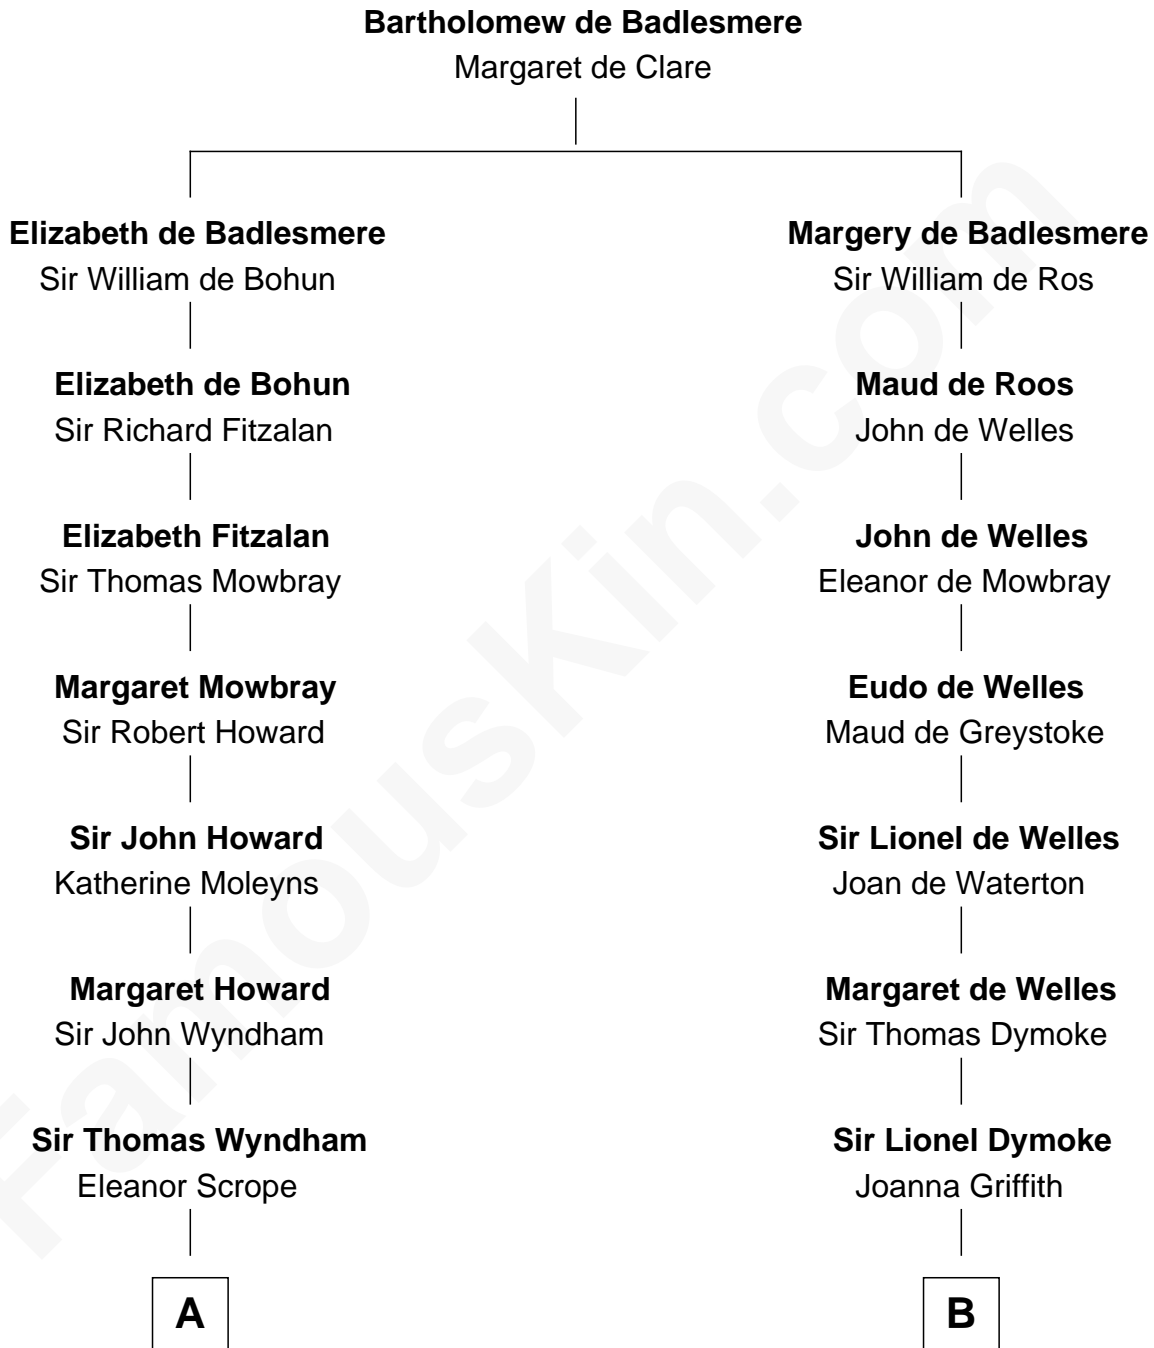 Bartholomew de Badlesmere
Margaret de Clare
Elizabeth de Badlesmere
Sir William de Bohun
Margery de Badlesmere
Sir William de Ros
Elizabeth de Bohun
Sir Richard Fitzalan
Maud de Roos
John de Welles
Elizabeth Fitzalan
Sir Thomas Mowbray
John de Welles
Eleanor de Mowbray
Margaret Mowbray
Sir Robert Howard
Eudo de Welles
Maud de Greystoke
Sir John Howard
Katherine Moleyns
Sir Lionel de Welles
Joan de Waterton
Margaret Howard
Sir John Wyndham
Margaret de Welles
Sir Thomas Dymoke
Sir Thomas Wyndham
Eleanor Scrope
Sir Lionel Dymoke
Joanna Griffith
A
B
FamousKin.com